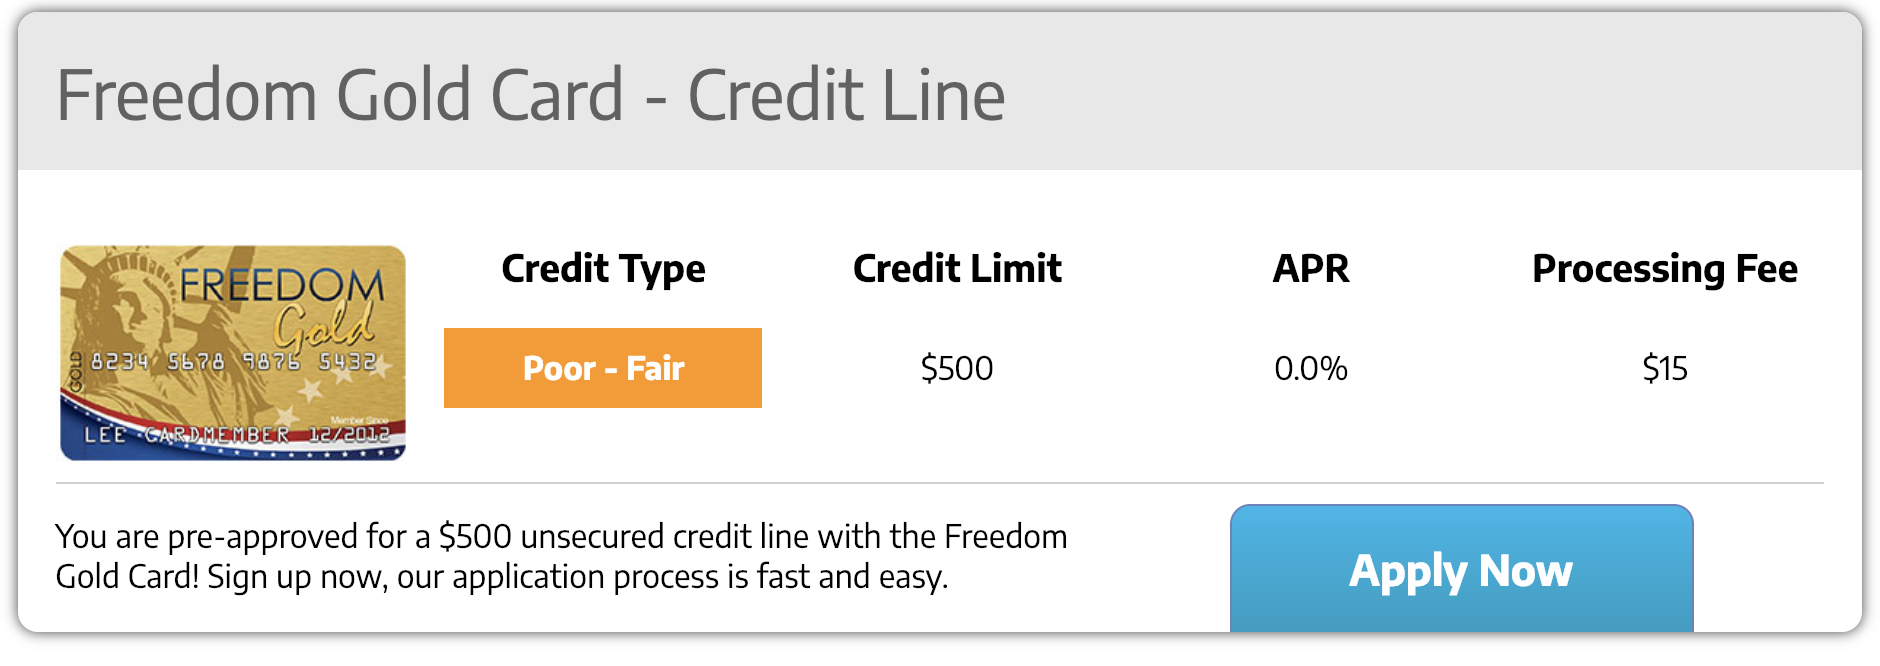 Freedom Gold Card - Credit Line
Credit Type
Credit Limit
APR
Processing Fee
FREEDOM
Gold
GOLD
8234 5678 9876 5432
Member Since
LEE CARDMEMBER 12/2012
Poor - Fair
$500
0.0%
$15
You are pre-approved for a $500 unsecured credit line with the Freedom
Gold Card! Sign up now, our application process is fast and easy.
Apply Now